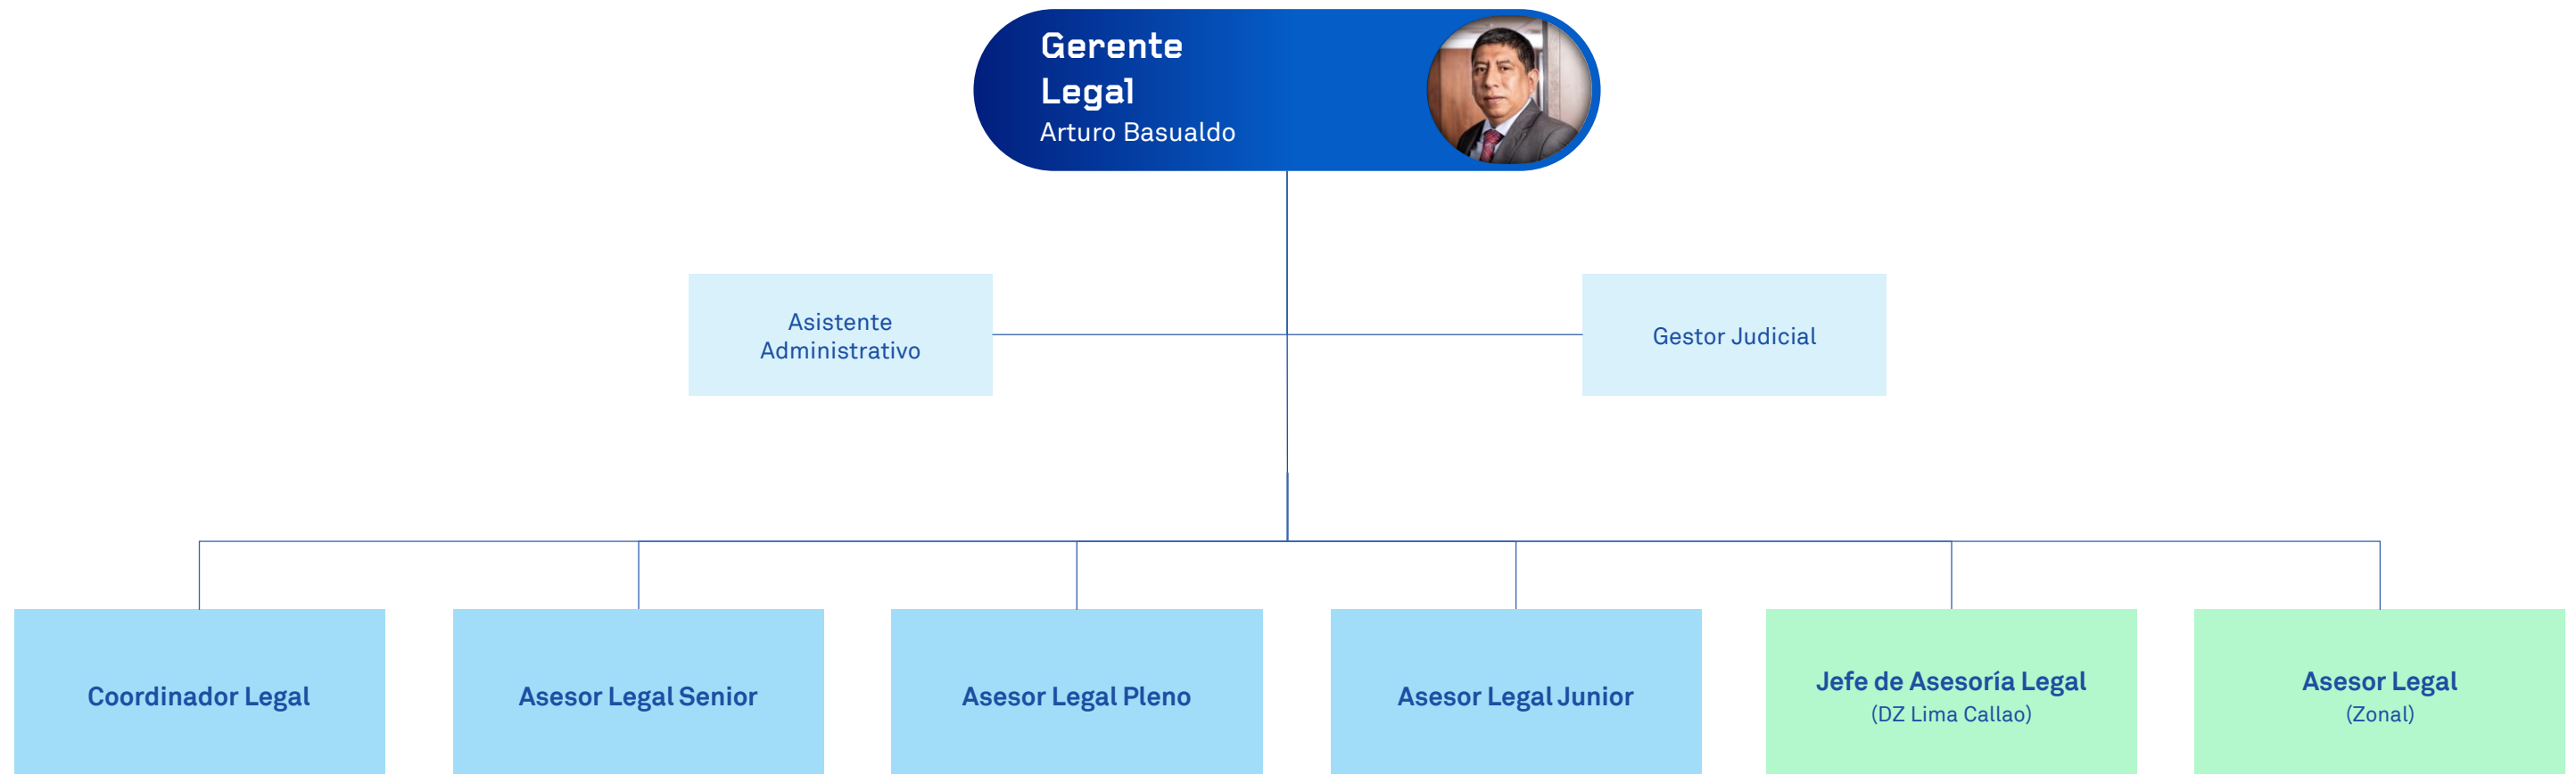 Gerente
Legal
Arturo Basualdo
Asistente
Administrativo
Gestor Judicial
Coordinador Legal
Asesor Legal Senior
Asesor Legal Pleno
Asesor Legal Junior
Jefe de Asesoría Legal
(DZ Lima Callao)
Asesor Legal
(Zonal)